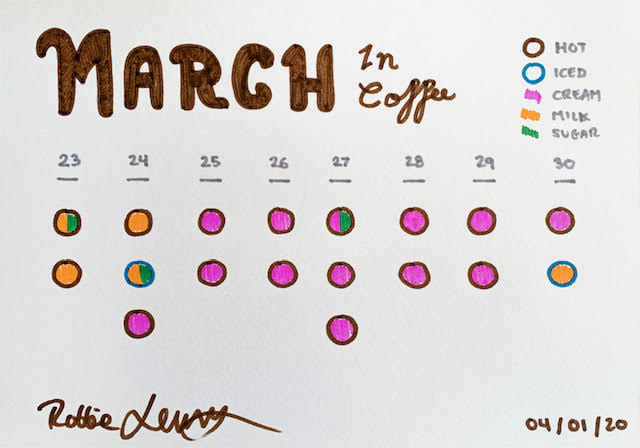 MARCH
In
Coffee
HOT
ICED
CREAM
MILK
SUGAR
23 24 25 26 27 28 29 30
Robbie
04/01/20